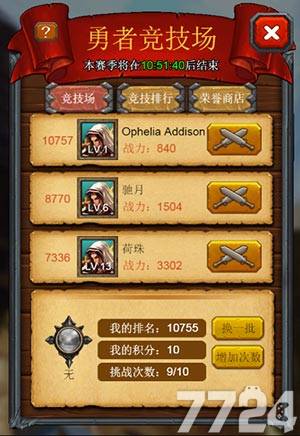 ?
勇者竞技场
本赛季将在10:51:40后结束
竞技场 竞技排行 荣誉商店
10757 LV.1 Ophelia Addison
战力: 840
8770 LV.6 驰月
战力: 1504
7336 LV.13 荷珠
战力: 3302
我的排名: 10755 换一批
我的积分: 10
无 挑战次数: 9/10 增加次数
7724